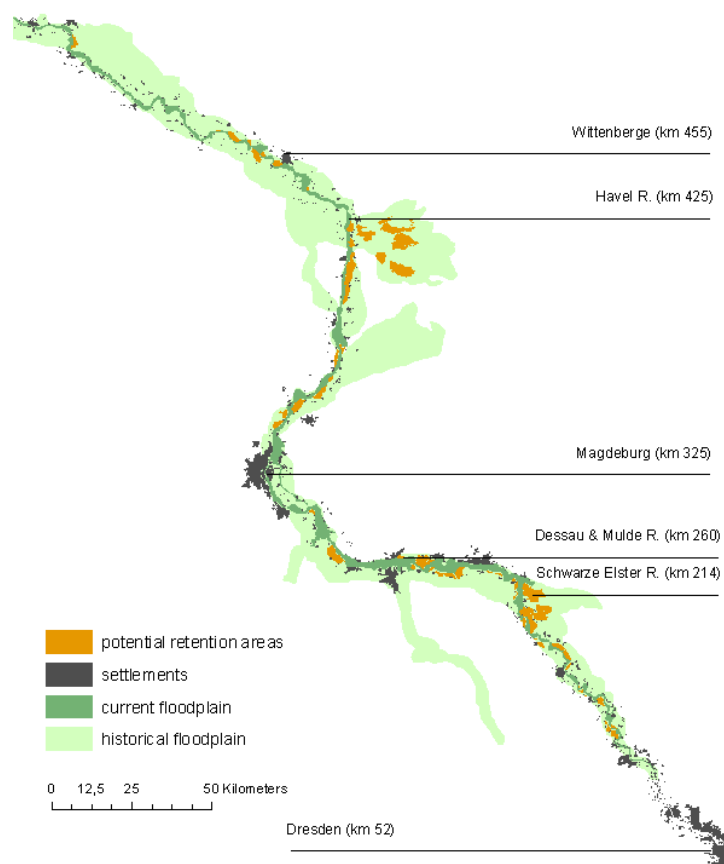 Wittenberge (km 455)
Havel R. (km 425)
Magdeburg (km 325)
Dessau & Mulde R. (km 260)
Schwarze Elster R. (km 214)
potential retention areas
settlements
current floodplain
historical floodplain
0 12,5 25 50 Kilometers
Dresden (km 52)